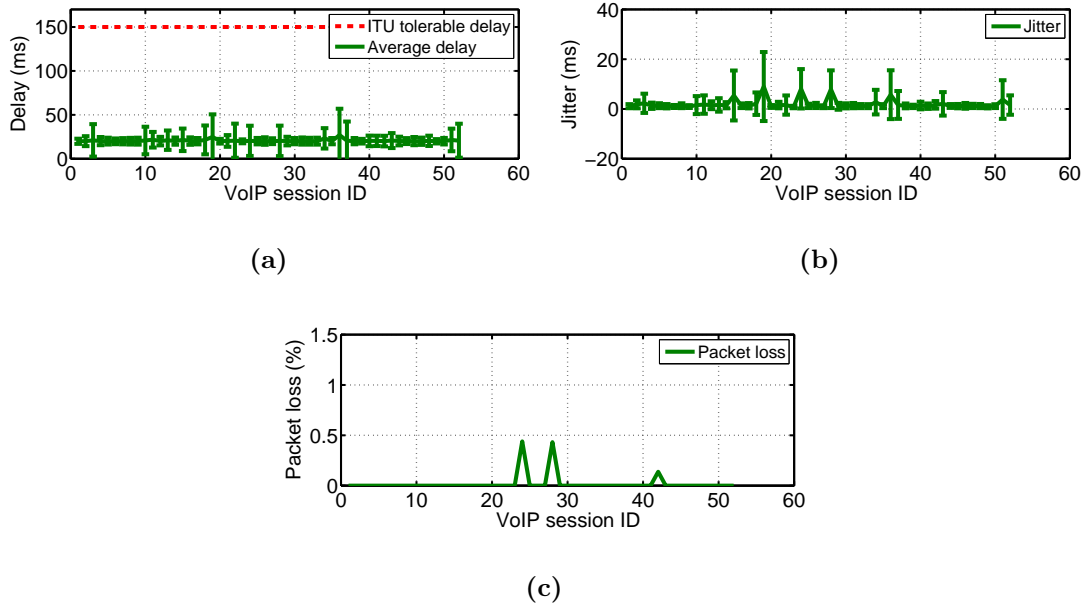 150
100
50
0
Delay (ms)
0
10
20
30
40
50
60
VoIP session ID
ITU tolerable delay
Average delay
(a)
40
20
0
−20
Jitter (ms)
0
10
20
30
40
50
60
VoIP session ID
Jitter
(b)
1.5
1
0.5
0
Packet loss (%)
0
10
20
30
40
50
60
VoIP session ID
Packet loss
(c)